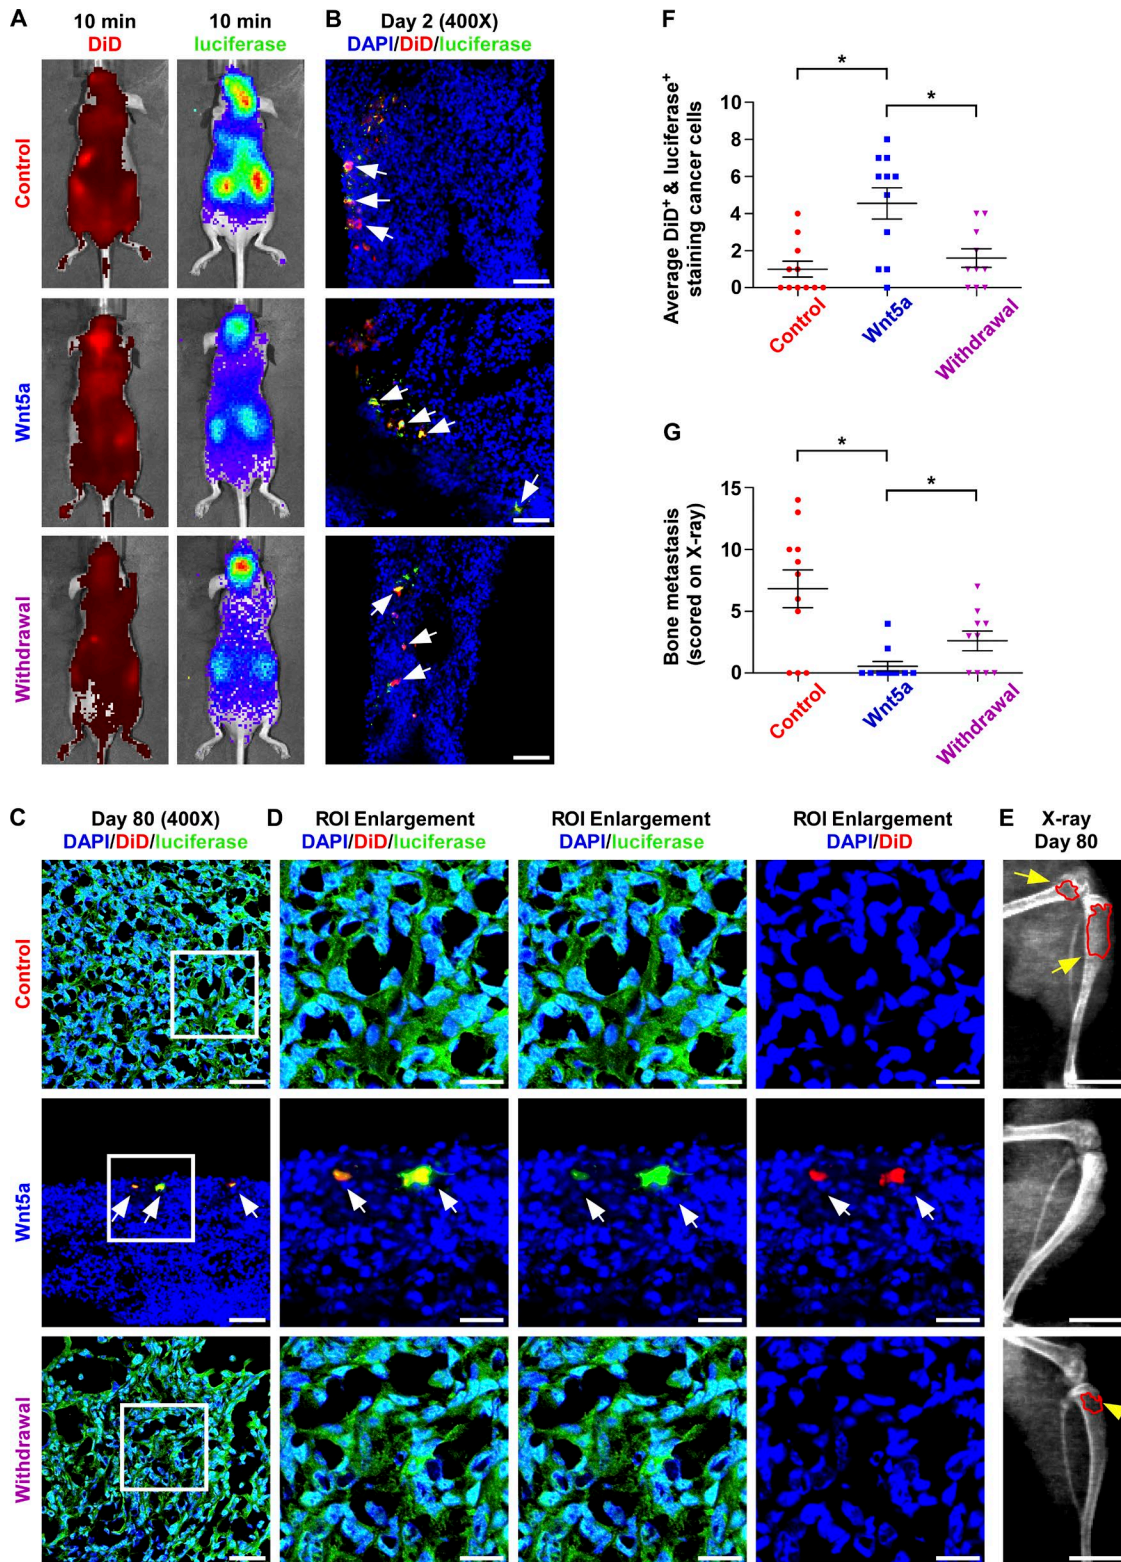 A
10 min
DiD
10 min
luciferase
B
Day 2 (400X)
DAPI/DiD/luciferase
Control
Wnt5a
Withdrawal
F
Average DiD+ & luciferase+
staining cancer cells
10
8
6
4
2
0
*
*
Control
Wnt5a
Withdrawal
G
Bone metastasis
(scored on X-ray)
15
10
5
0
*
*
Control
Wnt5a
Withdrawal
C
Day 80 (400X)
DAPI/DiD/luciferase
D
ROI Enlargement
DAPI/DiD/luciferase
ROI Enlargement
DAPI/luciferase
ROI Enlargement
DAPI/DiD
E
X-ray
Day 80
Control
Wnt5a
Withdrawal